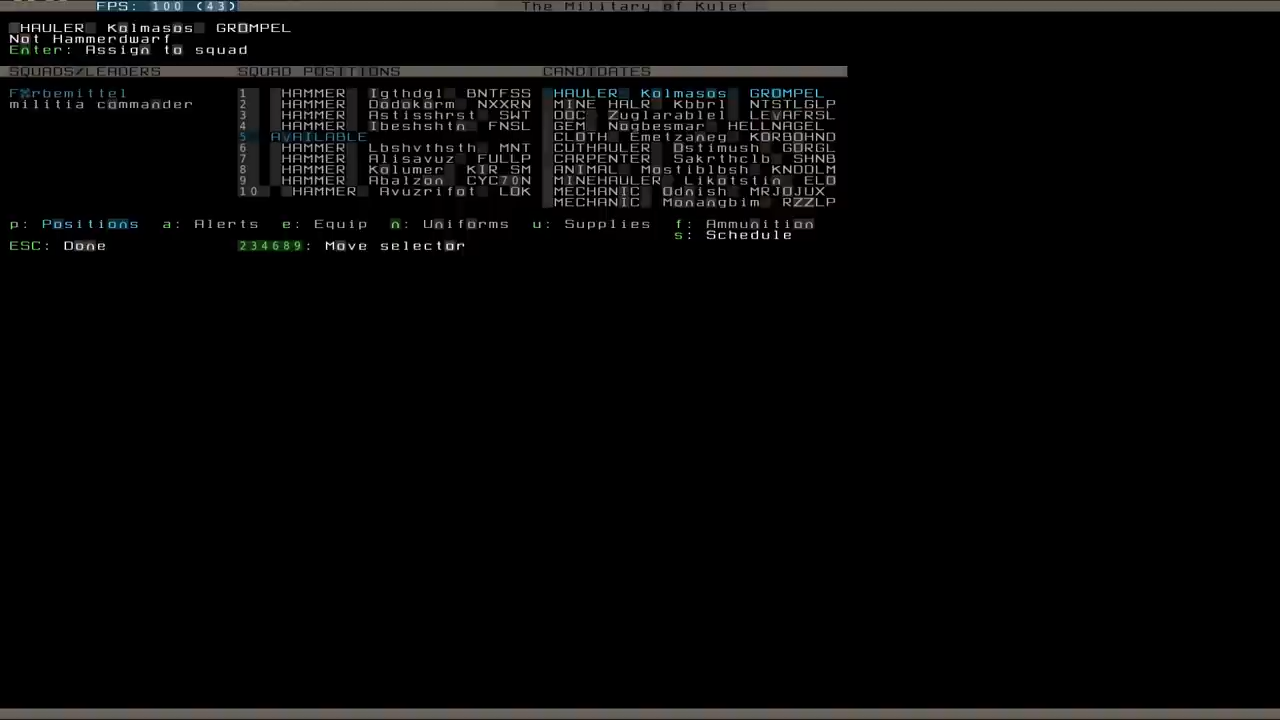 FPS: 100 (43) The Military of Kulet
HAULER Kolmasos GROMPEL
Not Hammerdwarf
Enter: Assign to squad
SQUADS/LEADERS SQUAD POSITIONS CANDIDATES
Färbemittel 1 HAMMER Igthdgl BNTFSS HAULER Kolmasos GROMPEL
militia commander 2 HAMMER Dodokorm NXXRN MINE HALR Kbbrl NTSTLGLP
3 HAMMER Astisshrst SWT DOC Zuglarablel LEVAFRSL
4 HAMMER Ibeshshtn FNSL GEM Nogbesmar HELLNAGEL
5 AVAILABLE CLOTH Emetzaneg KORBOHND
6 HAMMER Lbshvthsth MNT CUTHAULER Ostimush GORGL
7 HAMMER Alisavuz FULLP CARPENTER Sakrthclb SHNB
8 HAMMER Kolumer KIR SM ANIMAL Mostiblbsh KNDDLM
9 HAMMER Abalzon CYC70N MINEHAULER Likotstin ELD
10 HAMMER Avuzrifot LOK MECHANIC Odnish MRJOJUX
MECHANIC Monangbim RZZLP
p: Positions a: Alerts e: Equip n: Uniforms u: Supplies f: Ammunition
s: Schedule
ESC: Done 234689: Move selector